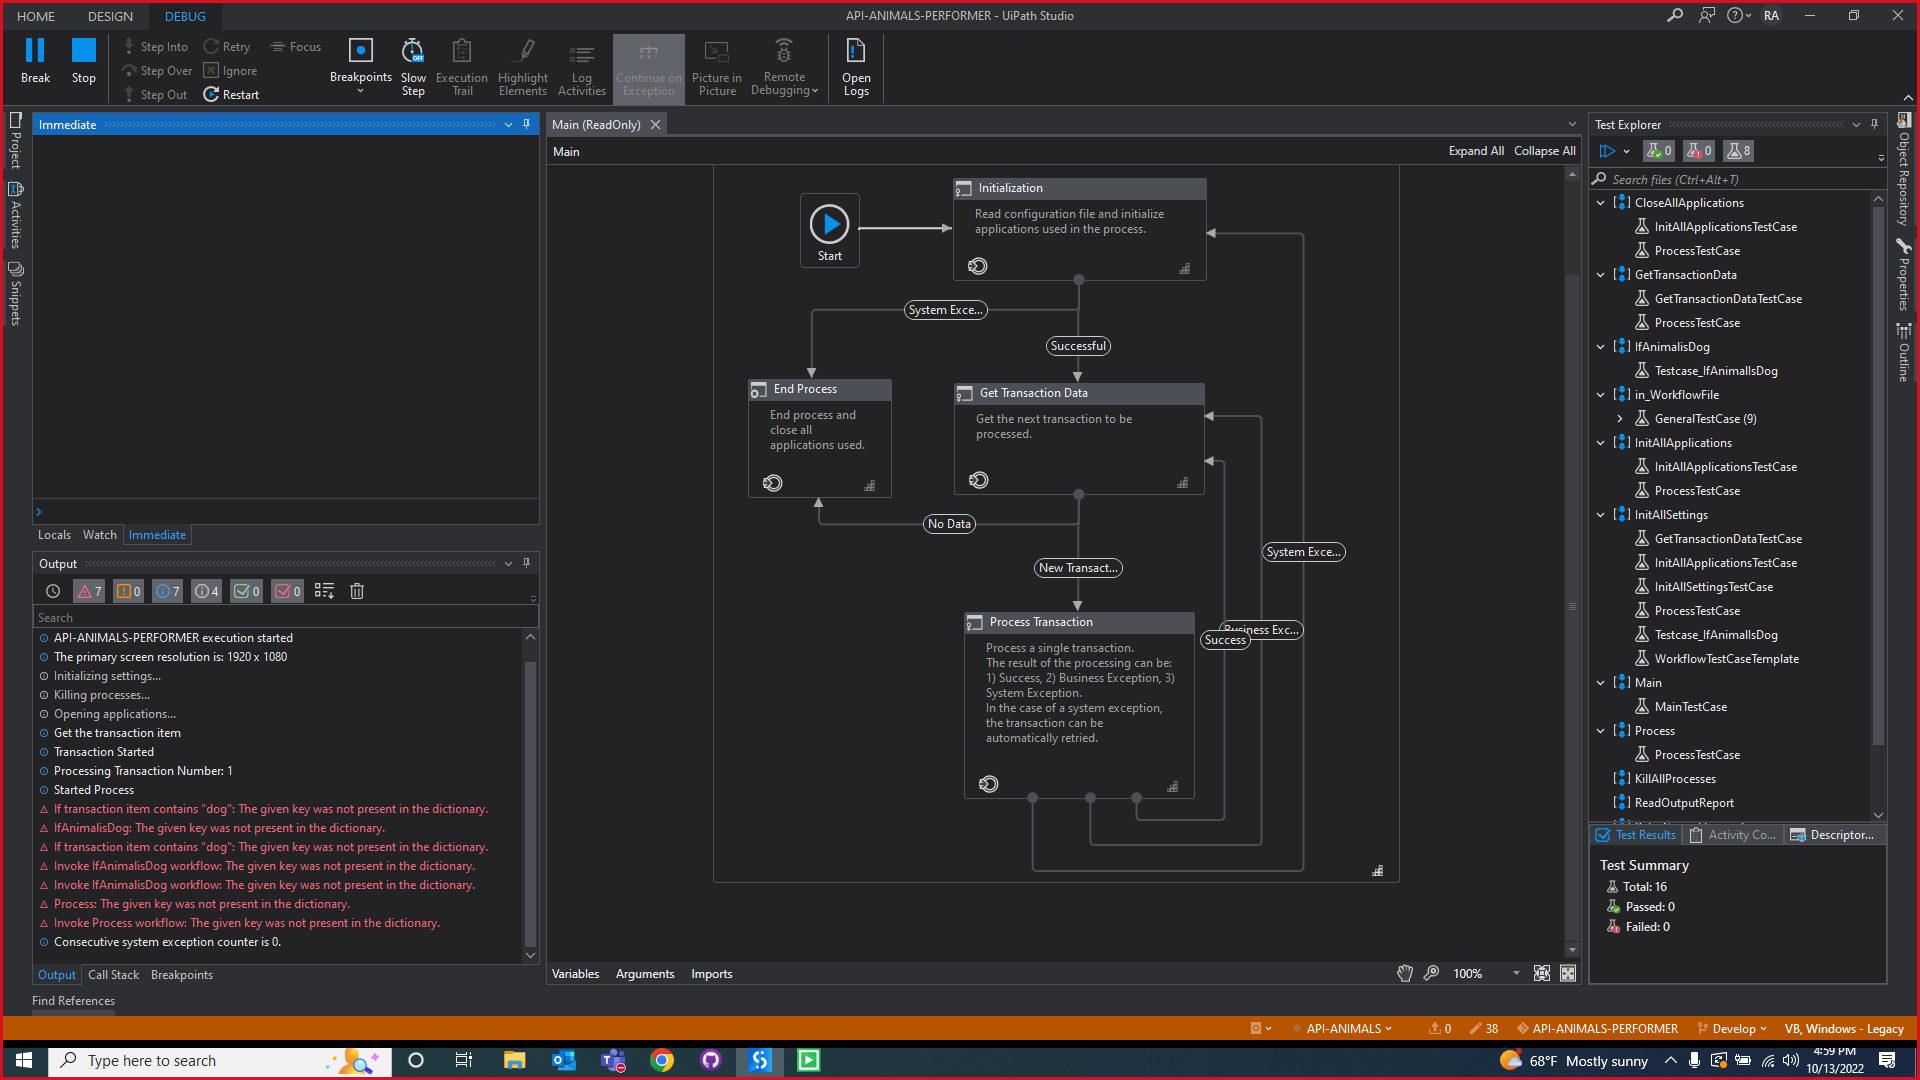 HOME
DESIGN
DEBUG
API-ANIMALS-PERFORMER - UiPath Studio
RA
Break
Stop
Step Into
Step Over
Step Out
Retry
Ignore
Restart
Focus
Breakpoints
Slow
Step
OFF
Execution
Trail
Highlight
Elements
Log
Activities
Continue on
Exception
Picture in
Picture
Remote
Debugging
Open
Logs
Project
Activities
Snippets
Immediate
Locals
Watch
Immediate
Output
7
0
7
4
0
0
Search
API-ANIMALS-PERFORMER execution started
The primary screen resolution is: 1920 x 1080
Initializing settings...
Killing processes...
Opening applications...
Get the transaction item
Transaction Started
Processing Transaction Number: 1
Started Process
If transaction item contains "dog": The given key was not present in the dictionary.
IfAnimalisDog: The given key was not present in the dictionary.
If transaction item contains "dog": The given key was not present in the dictionary.
Invoke IfAnimalisDog workflow: The given key was not present in the dictionary.
Invoke IfAnimalisDog workflow: The given key was not present in the dictionary.
Process: The given key was not present in the dictionary.
Invoke Process workflow: The given key was not present in the dictionary.
Consecutive system exception counter is 0.
Output
Call Stack
Breakpoints
Find References
Main (ReadOnly)
Main
Expand All
Collapse All
Start
Initialization
Read configuration file and initialize
applications used in the process.
System Exce...
Successful
End Process
End process and
close all
applications used.
Get Transaction Data
Get the next transaction to be
processed.
No Data
New Transact...
System Exce...
Business Exc...
Success
Process Transaction
Process a single transaction.
The result of the processing can be:
1) Success, 2) Business Exception, 3)
System Exception.
In the case of a system exception,
the transaction can be
automatically retried.
Variables
Arguments
Imports
100%
Test Explorer
0
0
8
Search files (Ctrl+Alt+T)
CloseAllApplications
InitAllApplicationsTestCase
ProcessTestCase
GetTransactionData
GetTransactionDataTestCase
ProcessTestCase
IfAnimalisDog
Testcase_IfAnimalIsDog
in_WorkflowFile
GeneralTestCase (9)
InitAllApplications
InitAllApplicationsTestCase
ProcessTestCase
InitAllSettings
GetTransactionDataTestCase
InitAllApplicationsTestCase
InitAllSettingsTestCase
ProcessTestCase
Testcase_IfAnimalIsDog
WorkflowTestCaseTemplate
Main
MainTestCase
Process
ProcessTestCase
KillAllProcesses
ReadOutputReport
Test Results
Activity Co...
Descriptor...
Test Summary
Total: 16
Passed: 0
Failed: 0
Object Repository
Properties
Outline
API-ANIMALS
0
38
API-ANIMALS-PERFORMER
Develop
VB, Windows - Legacy
Type here to search
68°F Mostly sunny
4:59 PM
10/13/2022